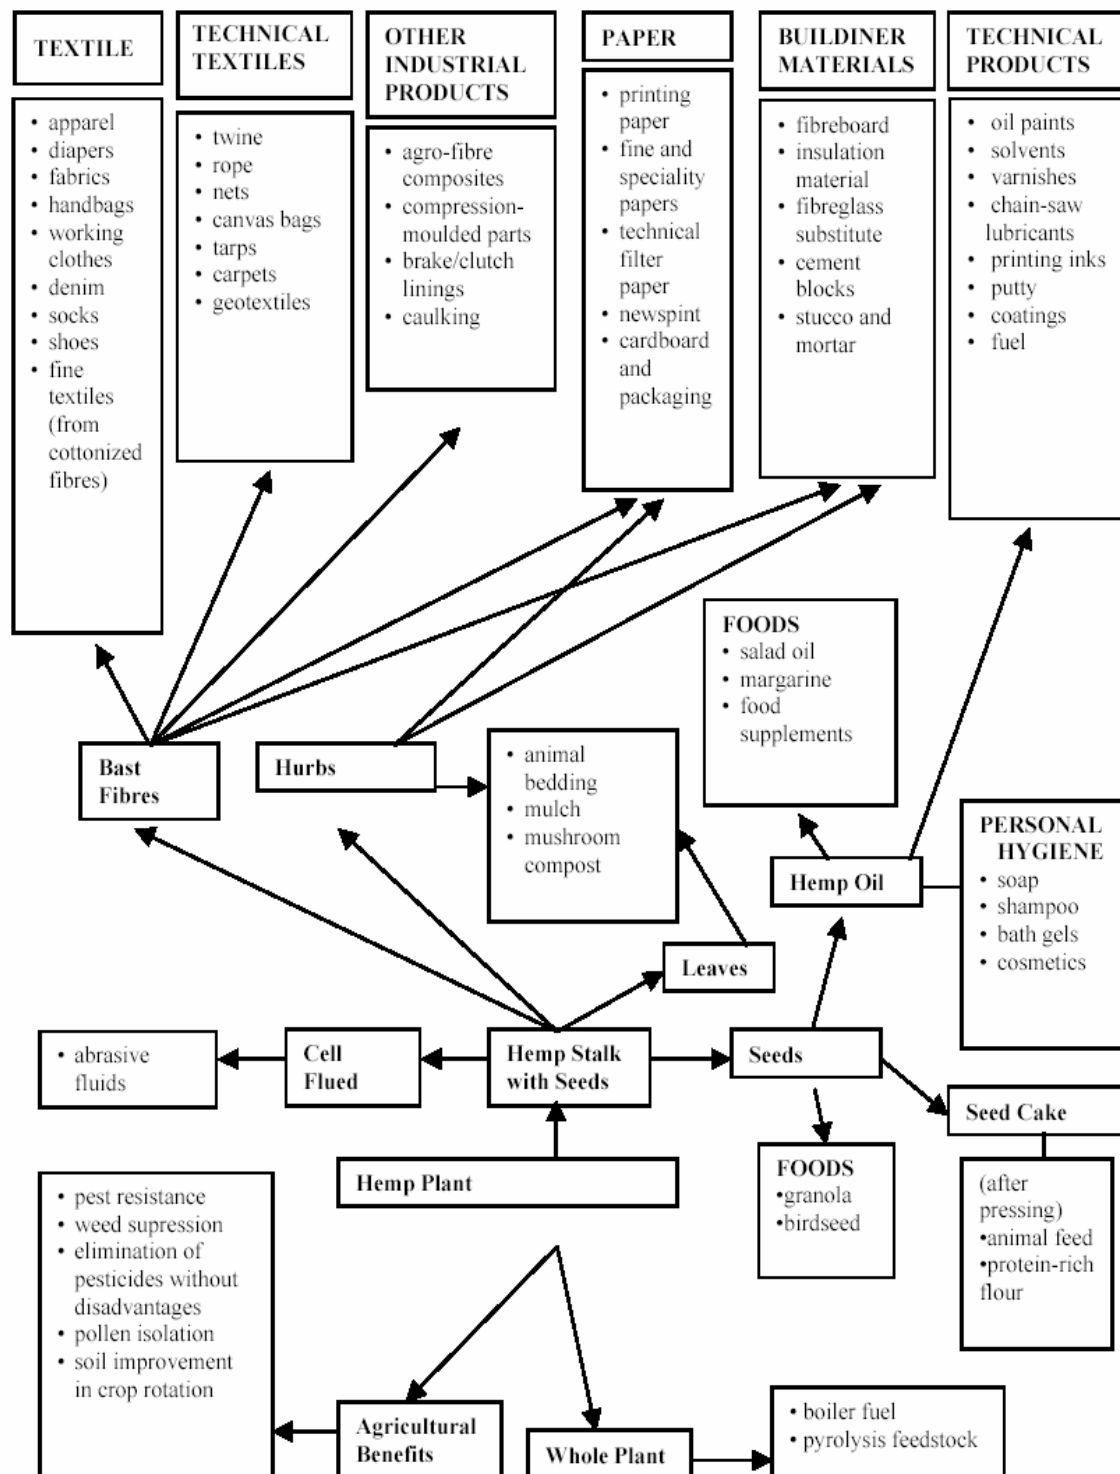 TEXTILE
• apparel
• diapers
• fabrics
• handbags
• working
clothes
• denim
• socks
• shoes
• fine
textiles
(from
cottonized
fibres)
TECHNICAL
TEXTILES
• twine
• rope
• nets
• canvas bags
• tarps
• carpets
• geotextiles
OTHER
INDUSTRIAL
PRODUCTS
• agro-fibre
composites
• compression-
moulded parts
• brake/clutch
linings
• caulking
PAPER
• printing
paper
• fine and
speciality
papers
• technical
filter
paper
• newspint
• cardboard
and
packaging
BUILDINER
MATERIALS
• fibreboard
• insulation
material
• fibreglass
substitute
• cement
blocks
• stucco and
mortar
TECHNICAL
PRODUCTS
• oil paints
• solvents
• varnishes
• chain-saw
lubricants
• printing inks
• putty
• coatings
• fuel
FOODS
• salad oil
• margarine
• food
supplements
Bast
Fibres
Hurbs
• animal
bedding
• mulch
• mushroom
compost
Hemp Oil
PERSONAL
HYGIENE
• soap
• shampoo
• bath gels
• cosmetics
Leaves
• abrasive
fluids
Cell
Flued
Hemp Stalk
with Seeds
Seeds
Seed Cake
Hemp Plant
FOODS
•granola
•birdseed
(after
pressing)
•animal feed
•protein-rich
flour
• pest resistance
• weed supression
• elimination of
pesticides without
disadvantages
• pollen isolation
• soil improvement
in crop rotation
Agricultural
Benefits
Whole Plant
• boiler fuel
• pyrolysis feedstock